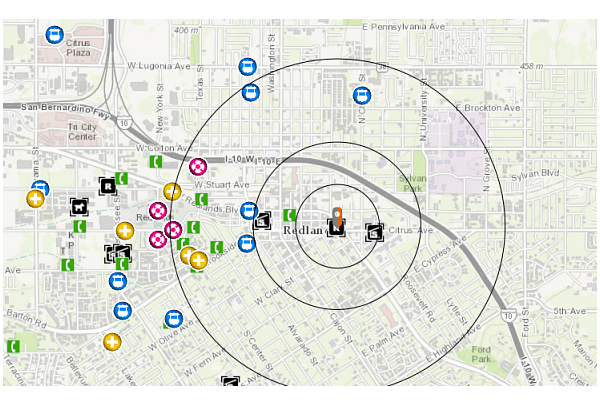 E Pennsylvania Ave
406 m
Citrus
Plaza
W Lugonia Ave
38
458 m
Texas St
Washington St
New York St
N University St
San-Bernardino-Fwy
E Brockton Ave
10
Tri City
Center
W Colton Ave
I-10 W
I-10 E
N Grove St
W Stuart Ave
Sylvan
Park
Sylvan Blvd
Redlands Blvd
Citrus Ave
E Cypress Ave
K
P
Ave
W Clark St
Roosevelt Rd
Lytle St
Ford St
5th Ave
Barton Rd
W Olive Ave
Alvarado St
Cajon St
10
S Center St
E Palm Ave
E Highland Ave
W Fern Ave
Ford
Park
I-10 W
Marion